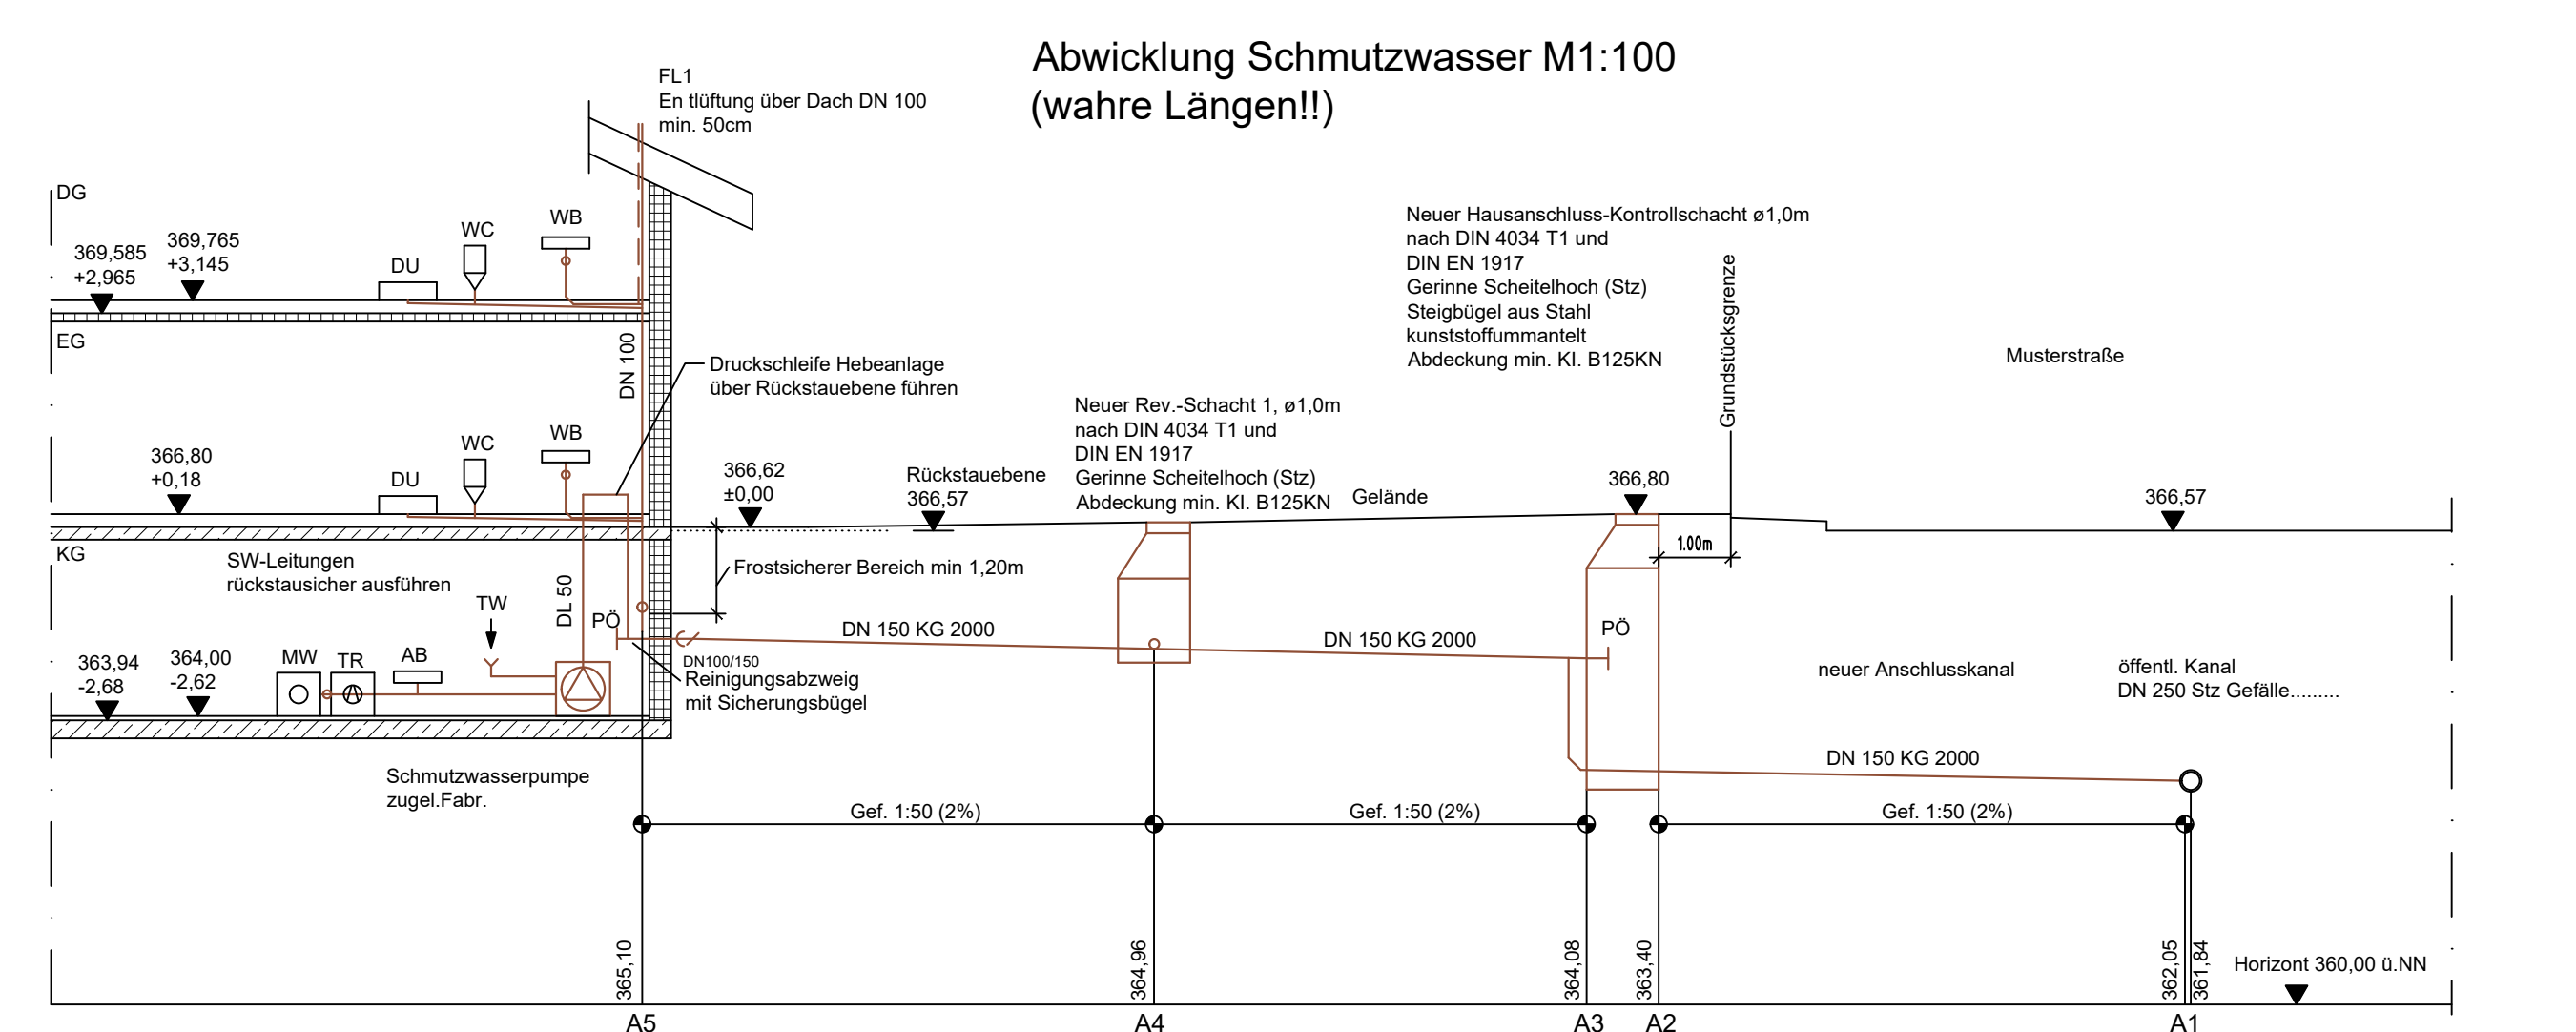 Abwicklung Schmutzwasser M1:100
(wahre Längen!!)
FL1
En tlüftung über Dach DN 100
min. 50cm
DG
369,585
+2,965
369,765
+3,145
DU
WC
WB
EG
DN 100
Druckschleife Hebeanlage
über Rückstauebene führen
366,80
+0,18
DU
WC
WB
366,62
±0,00
Rückstauebene
366,57
Neuer Rev.-Schacht 1, ø1,0m
nach DIN 4034 T1 und
DIN EN 1917
Gerinne Scheitelhoch (Stz)
Abdeckung min. Kl. B125KN
Gelände
Neuer Hausanschluss-Kontrollschacht ø1,0m
nach DIN 4034 T1 und
DIN EN 1917
Gerinne Scheitelhoch (Stz)
Steigbügel aus Stahl
kunststoffummantelt
Abdeckung min. Kl. B125KN
366,80
Grundstücksgrenze
1.00m
Musterstraße
366,57
KG
SW-Leitungen
rückstausicher ausführen
TW
DL 50
PÖ
Frostsicherer Bereich min 1,20m
363,94
-2,68
364,00
-2,62
MW
TR
AB
DN100/150
Reinigungsabzweig
mit Sicherungsbügel
DN 150 KG 2000
DN 150 KG 2000
PÖ
neuer Anschlusskanal
öffentl. Kanal
DN 250 Stz Gefälle.........
DN 150 KG 2000
Schmutzwasserpumpe
zugel.Fabr.
Gef. 1:50 (2%)
Gef. 1:50 (2%)
Gef. 1:50 (2%)
365,10
364,96
364,08
363,40
362,05
361,84
Horizont 360,00 ü.NN
A5
A4
A3
A2
A1